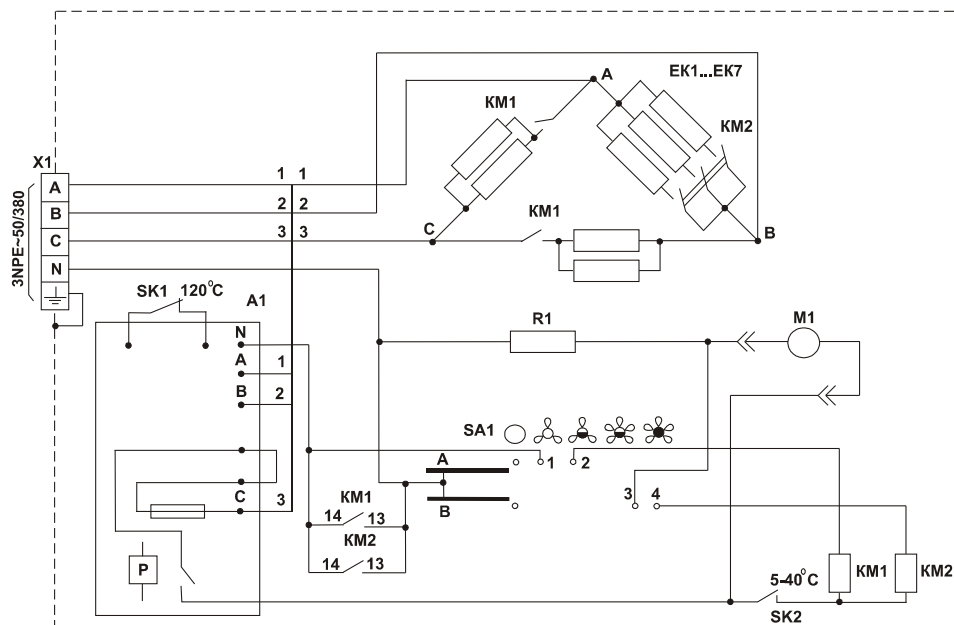 A
EK1...EK7
KM1
KM2
X1
A
1 1
B
2 2
C
3 3
C
KM1
B
N
3NPE~50/380
SK1
120°C
A1
N
R1
M1
A
1
B
2
SA1
A
1
2
C
3
B
3
4
KM1
14
13
KM2
14
13
P
5-40°C
SK2
KM1
KM2